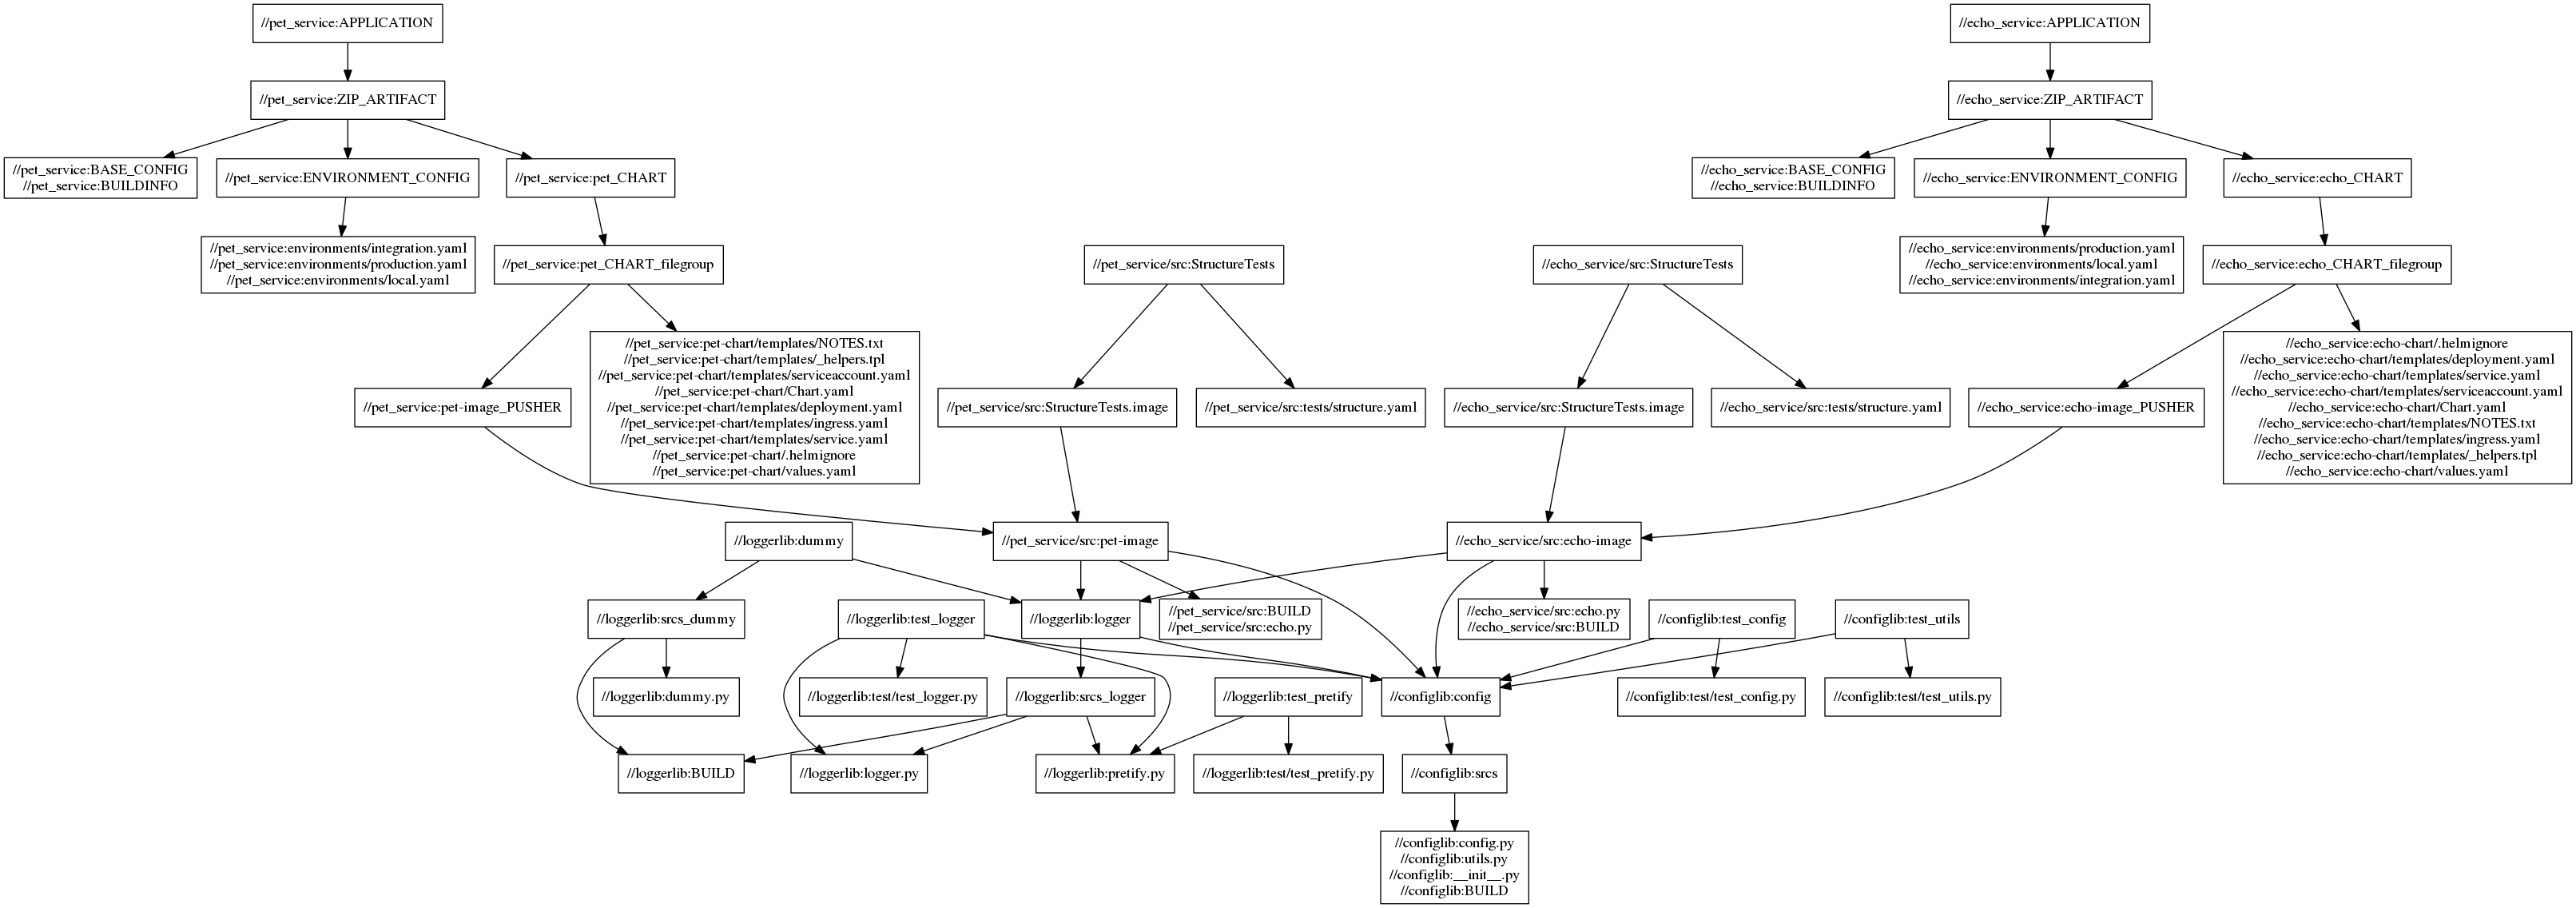 //pet_service:APPLICATION
//echo_service:APPLICATION
//pet_service:ZIP_ARTIFACT
//echo_service:ZIP_ARTIFACT
//pet_service:BASE_CONFIG
//pet_service:BUILDINFO
//pet_service:ENVIRONMENT_CONFIG
//pet_service:pet_CHART
//echo_service:BASE_CONFIG
//echo_service:BUILDINFO
//echo_service:ENVIRONMENT_CONFIG
//echo_service:echo_CHART
//pet_service:environments/integration.yaml
//pet_service:environments/production.yaml
//pet_service:environments/local.yaml
//pet_service:pet_CHART_filegroup
//pet_service/src:StructureTests
//echo_service/src:StructureTests
//echo_service:environments/production.yaml
//echo_service:environments/local.yaml
//echo_service:environments/integration.yaml
//echo_service:echo_CHART_filegroup
//pet_service:pet-image_PUSHER
//pet_service:pet-chart/templates/NOTES.txt
//pet_service:pet-chart/templates/_helpers.tpl
//pet_service:pet-chart/templates/serviceaccount.yaml
//pet_service:pet-chart/Chart.yaml
//pet_service:pet-chart/templates/deployment.yaml
//pet_service:pet-chart/templates/ingress.yaml
//pet_service:pet-chart/templates/service.yaml
//pet_service:pet-chart/.helmignore
//pet_service:pet-chart/values.yaml
//pet_service/src:StructureTests.image
//pet_service/src:tests/structure.yaml
//echo_service/src:StructureTests.image
//echo_service/src:tests/structure.yaml
//echo_service:echo-image_PUSHER
//echo_service:echo-chart/.helmignore
//echo_service:echo-chart/templates/deployment.yaml
//echo_service:echo-chart/templates/service.yaml
//echo_service:echo-chart/templates/serviceaccount.yaml
//echo_service:echo-chart/Chart.yaml
//echo_service:echo-chart/templates/NOTES.txt
//echo_service:echo-chart/templates/ingress.yaml
//echo_service:echo-chart/templates/_helpers.tpl
//echo_service:echo-chart/values.yaml
//loggerlib:dummy
//pet_service/src:pet-image
//echo_service/src:echo-image
//loggerlib:srcs_dummy
//loggerlib:test_logger
//loggerlib:logger
//pet_service/src:BUILD
//pet_service/src:echo.py
//echo_service/src:echo.py
//echo_service/src:BUILD
//configlib:test_config
//configlib:test_utils
//loggerlib:dummy.py
//loggerlib:test/test_logger.py
//loggerlib:srcs_logger
//loggerlib:test_pretify
//configlib:config
//configlib:test/test_config.py
//configlib:test/test_utils.py
//loggerlib:BUILD
//loggerlib:logger.py
//loggerlib:pretify.py
//loggerlib:test/test_pretify.py
//configlib:srcs
//configlib:config.py
//configlib:utils.py
//configlib:__init__.py
//configlib:BUILD